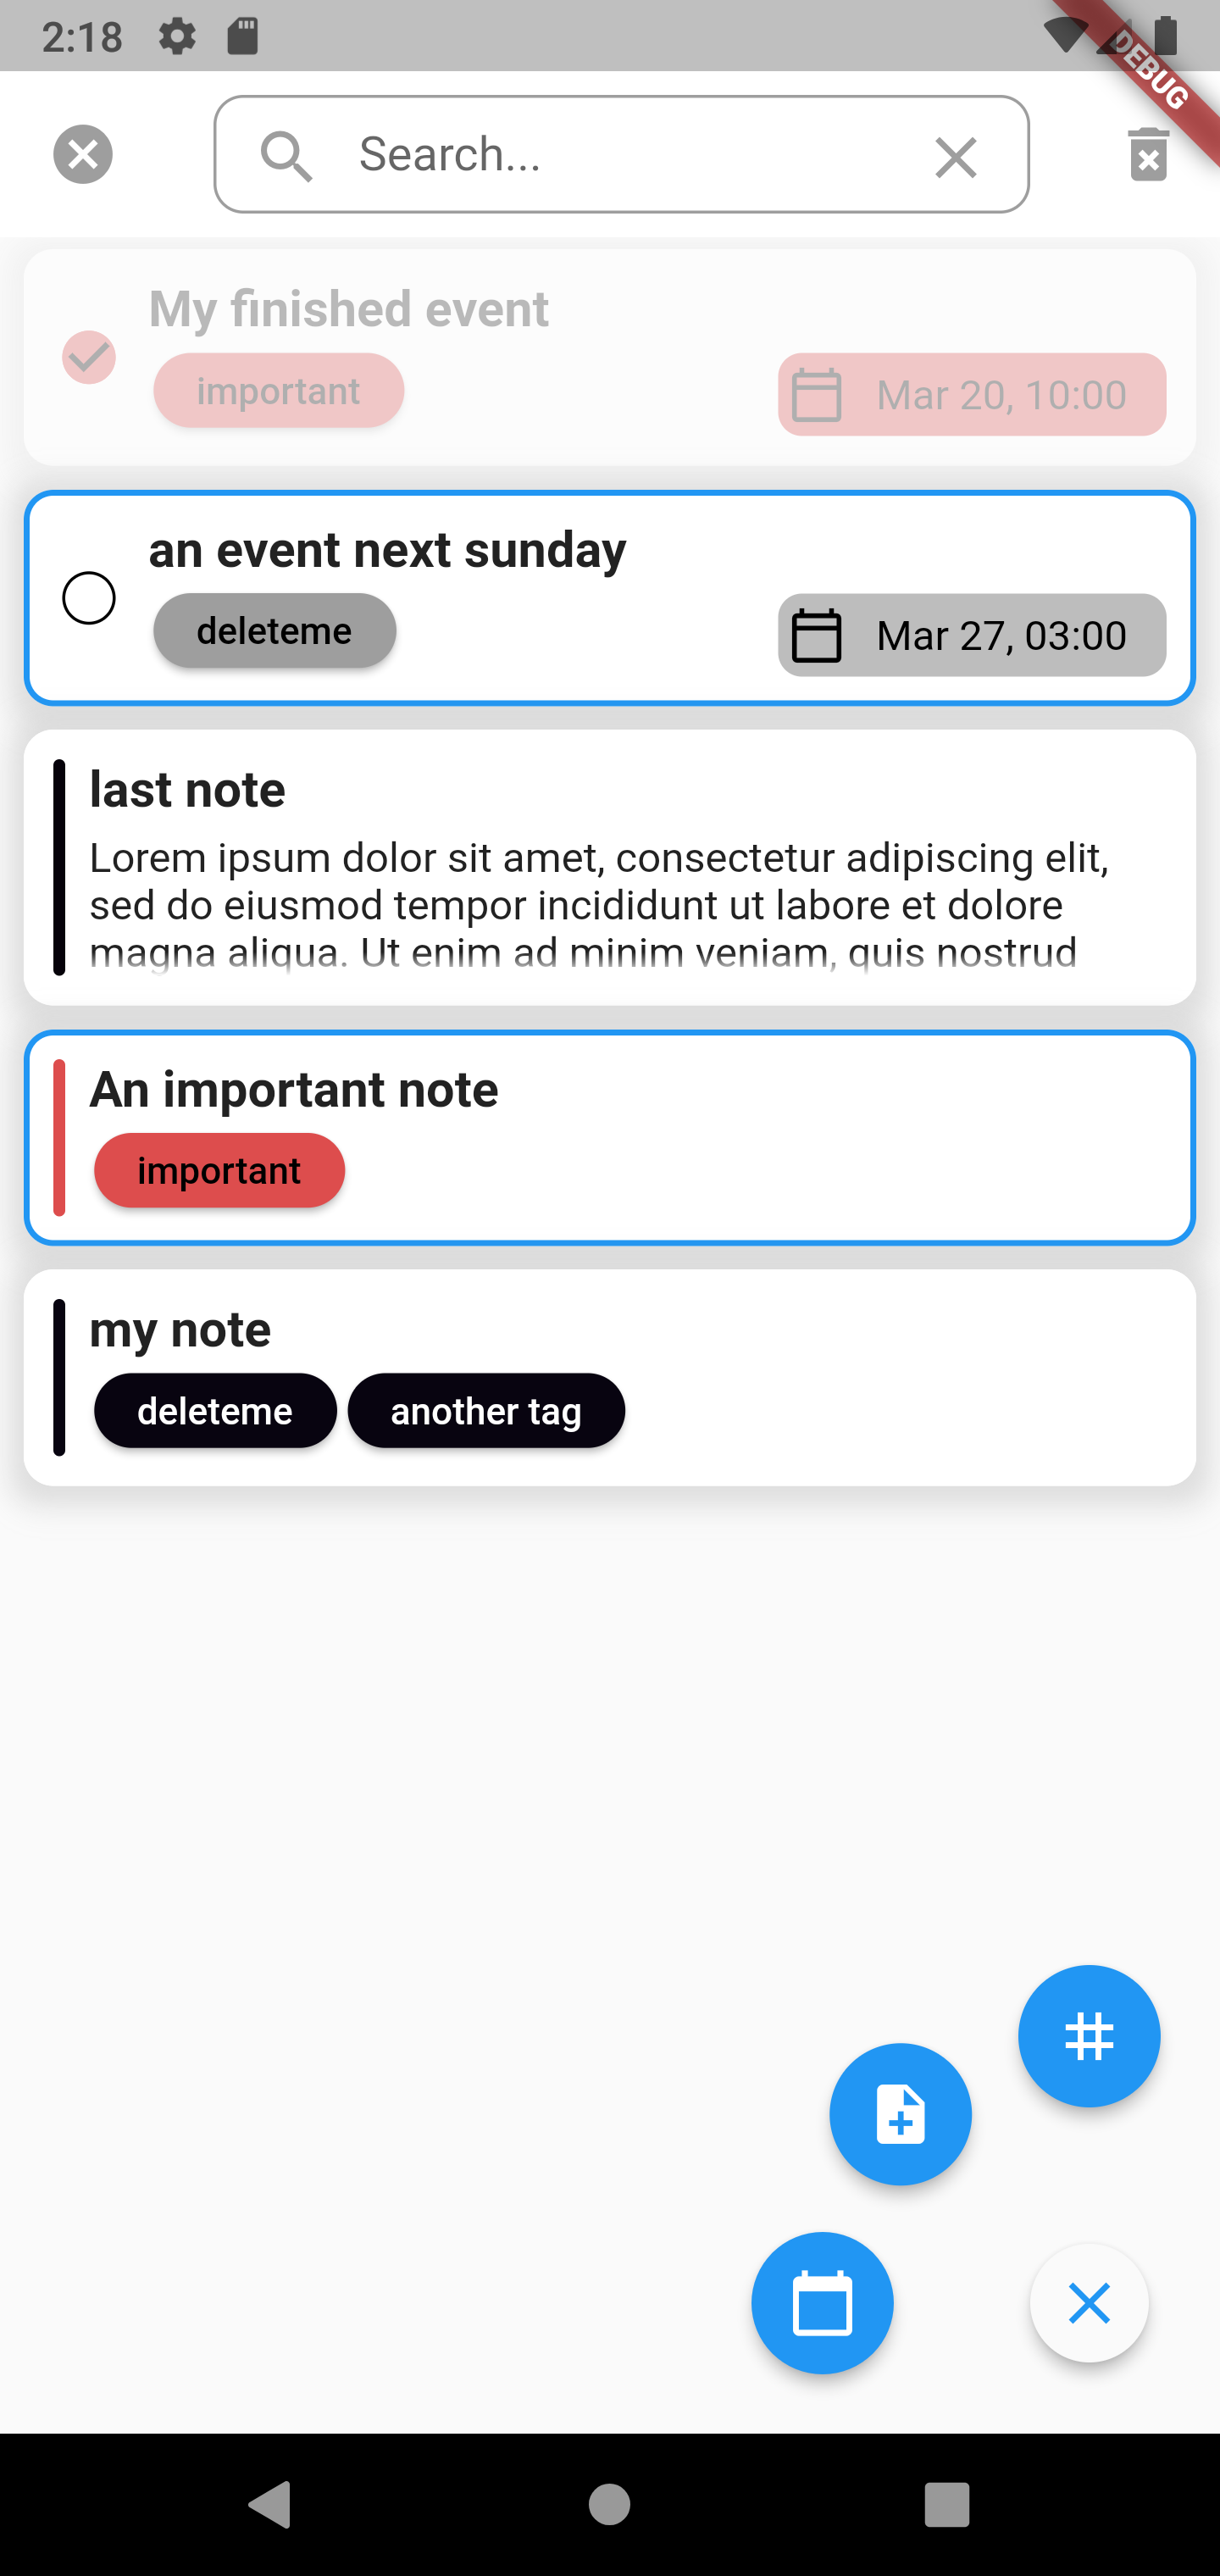 2:18
DEBUG
Search...
My finished event
important
Mar 20, 10:00
an event next sunday
deleteme
Mar 27, 03:00
last note
Lorem ipsum dolor sit amet, consectetur adipiscing elit,
sed do eiusmod tempor incididunt ut labore et dolore
magna aliqua. Ut enim ad minim veniam, quis nostrud
An important note
important
my note
deleteme another tag